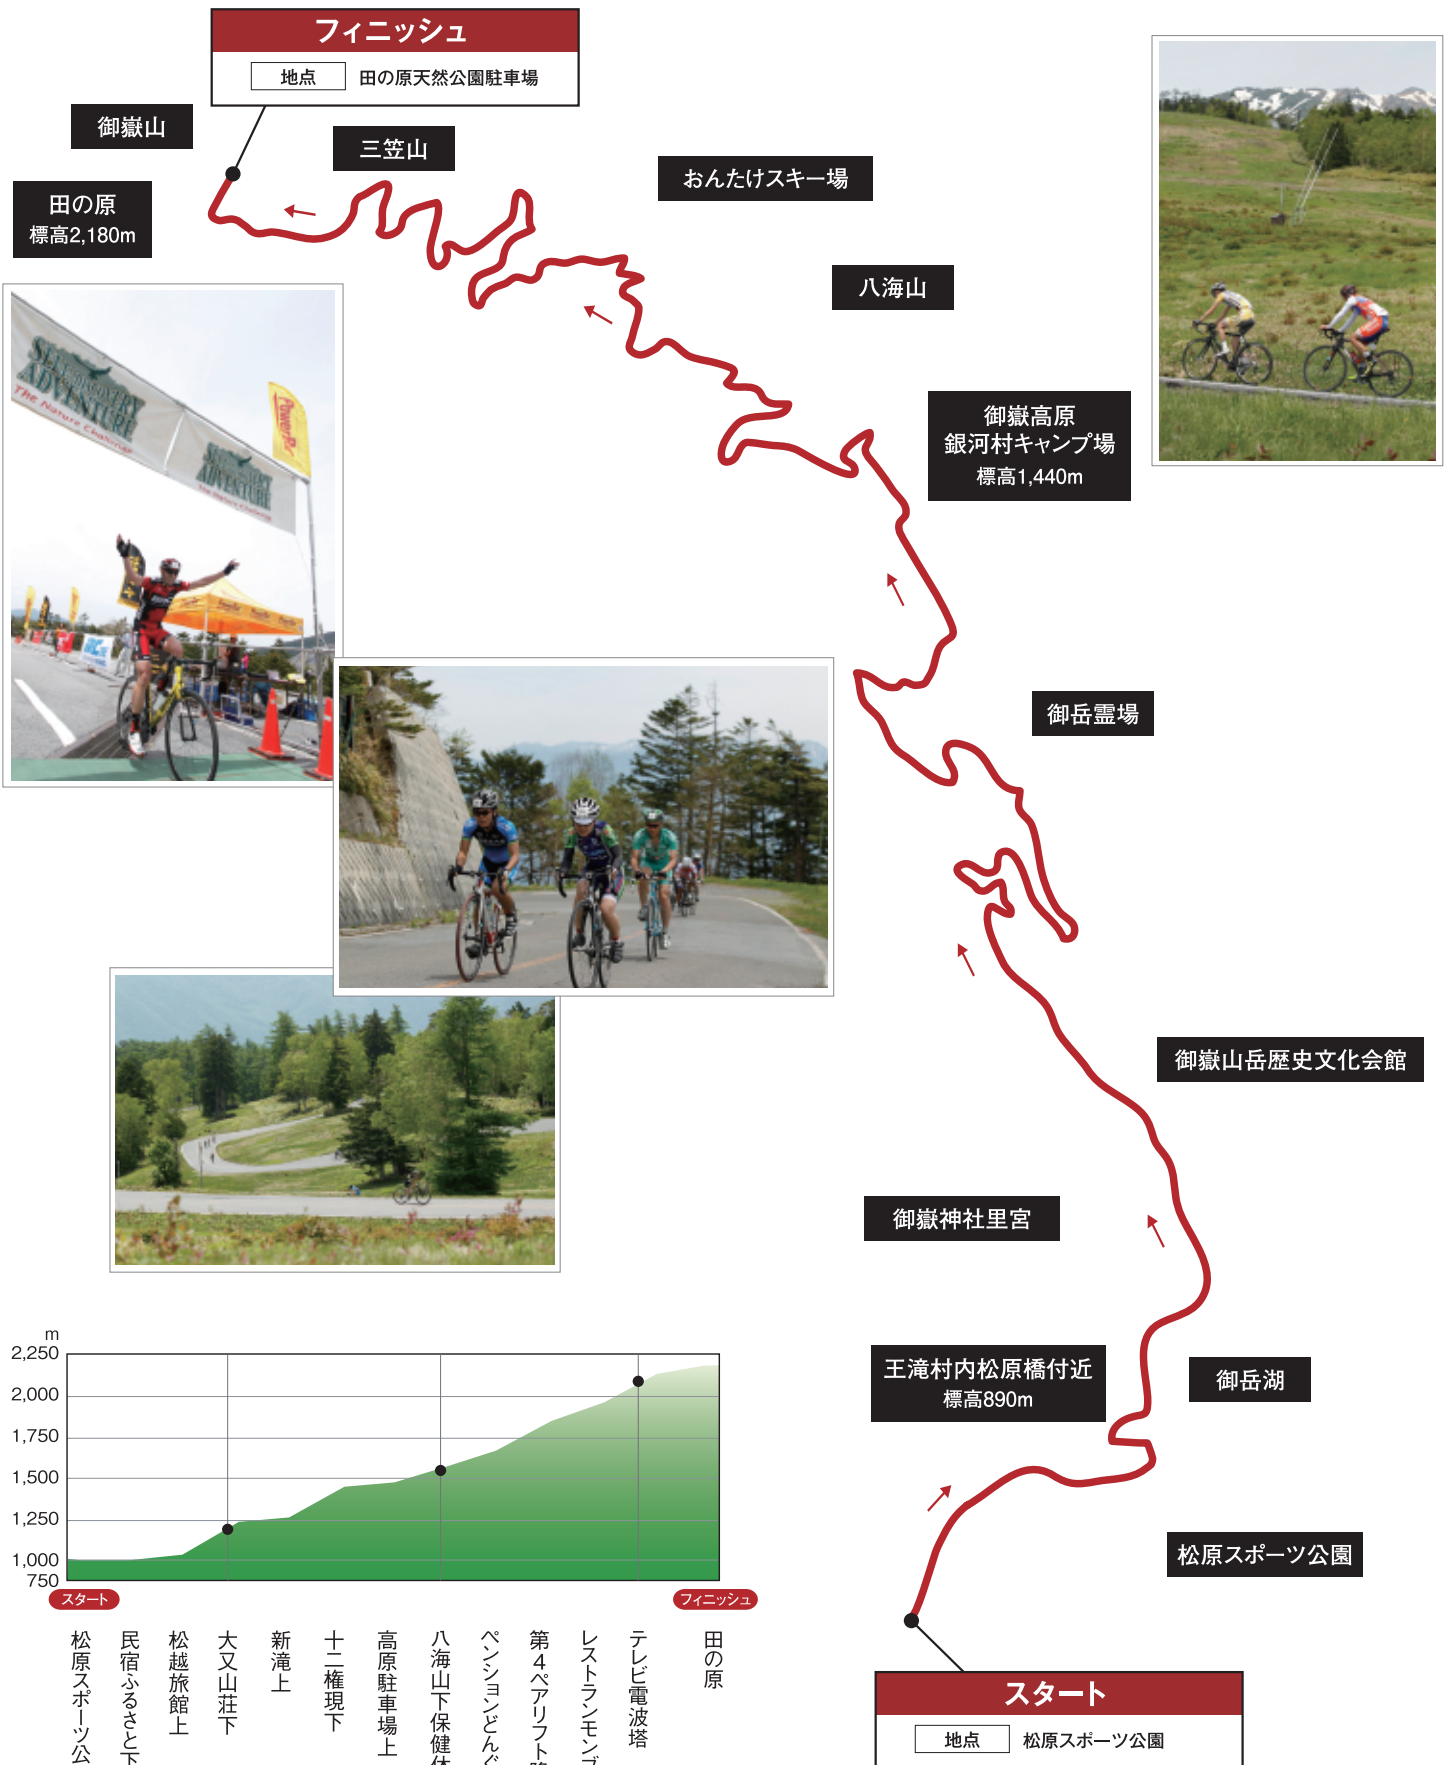 フィニッシュ
地点 田の原天然公園駐車場
御嶽山
三笠山
おんたけスキー場
田の原
標高2,180m
八海山
御嶽高原
銀河村キャンプ場
標高1,440m
ADVENTURE
The Nature Challenge
ADVENTURE
The Nature Challenge
御岳霊場
御嶽山岳歴史文化会館
御嶽神社里宮
王滝村内松原橋付近
標高890m
御岳湖
松原スポーツ公園
m
2,250
2,000
1,750
1,500
1,250
1,000
750
スタート
フィニッシュ
松原スポーツ公
民宿ふるさと下
松越旅館上
大又山荘下
新滝上
十二権現下
高原駐車場上
八海山下保健休
ペンションどんぐ
第4ペアリフト降
レストランモンブ
テレビ電波塔
田の原
スタート
地点 松原スポーツ公園